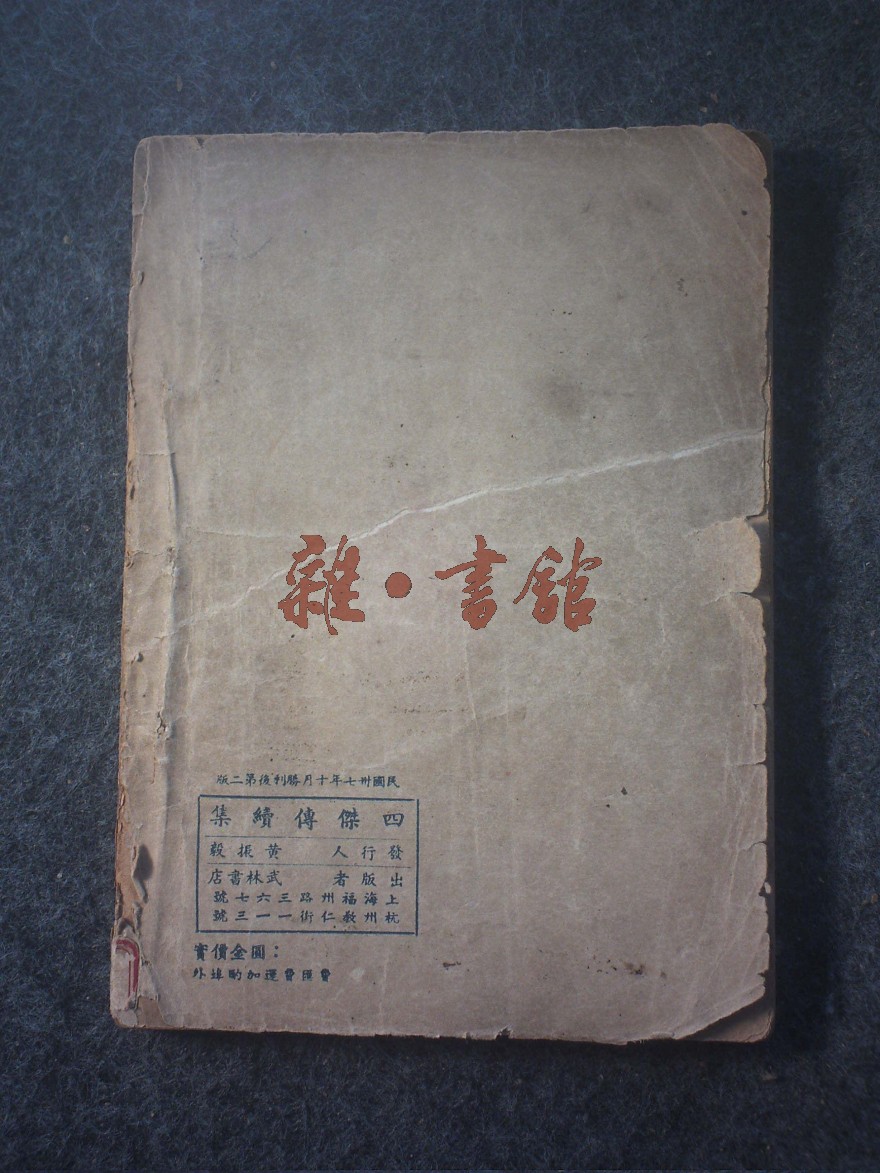 雜·書館
民國卅七年十月勝利後第二版
四傑傳續集
發行人 黃振毅
出版者 武林書店
上海福州路三六七號
杭州教仁街一一三號
實價金圓：
外埠酌加運費匯費